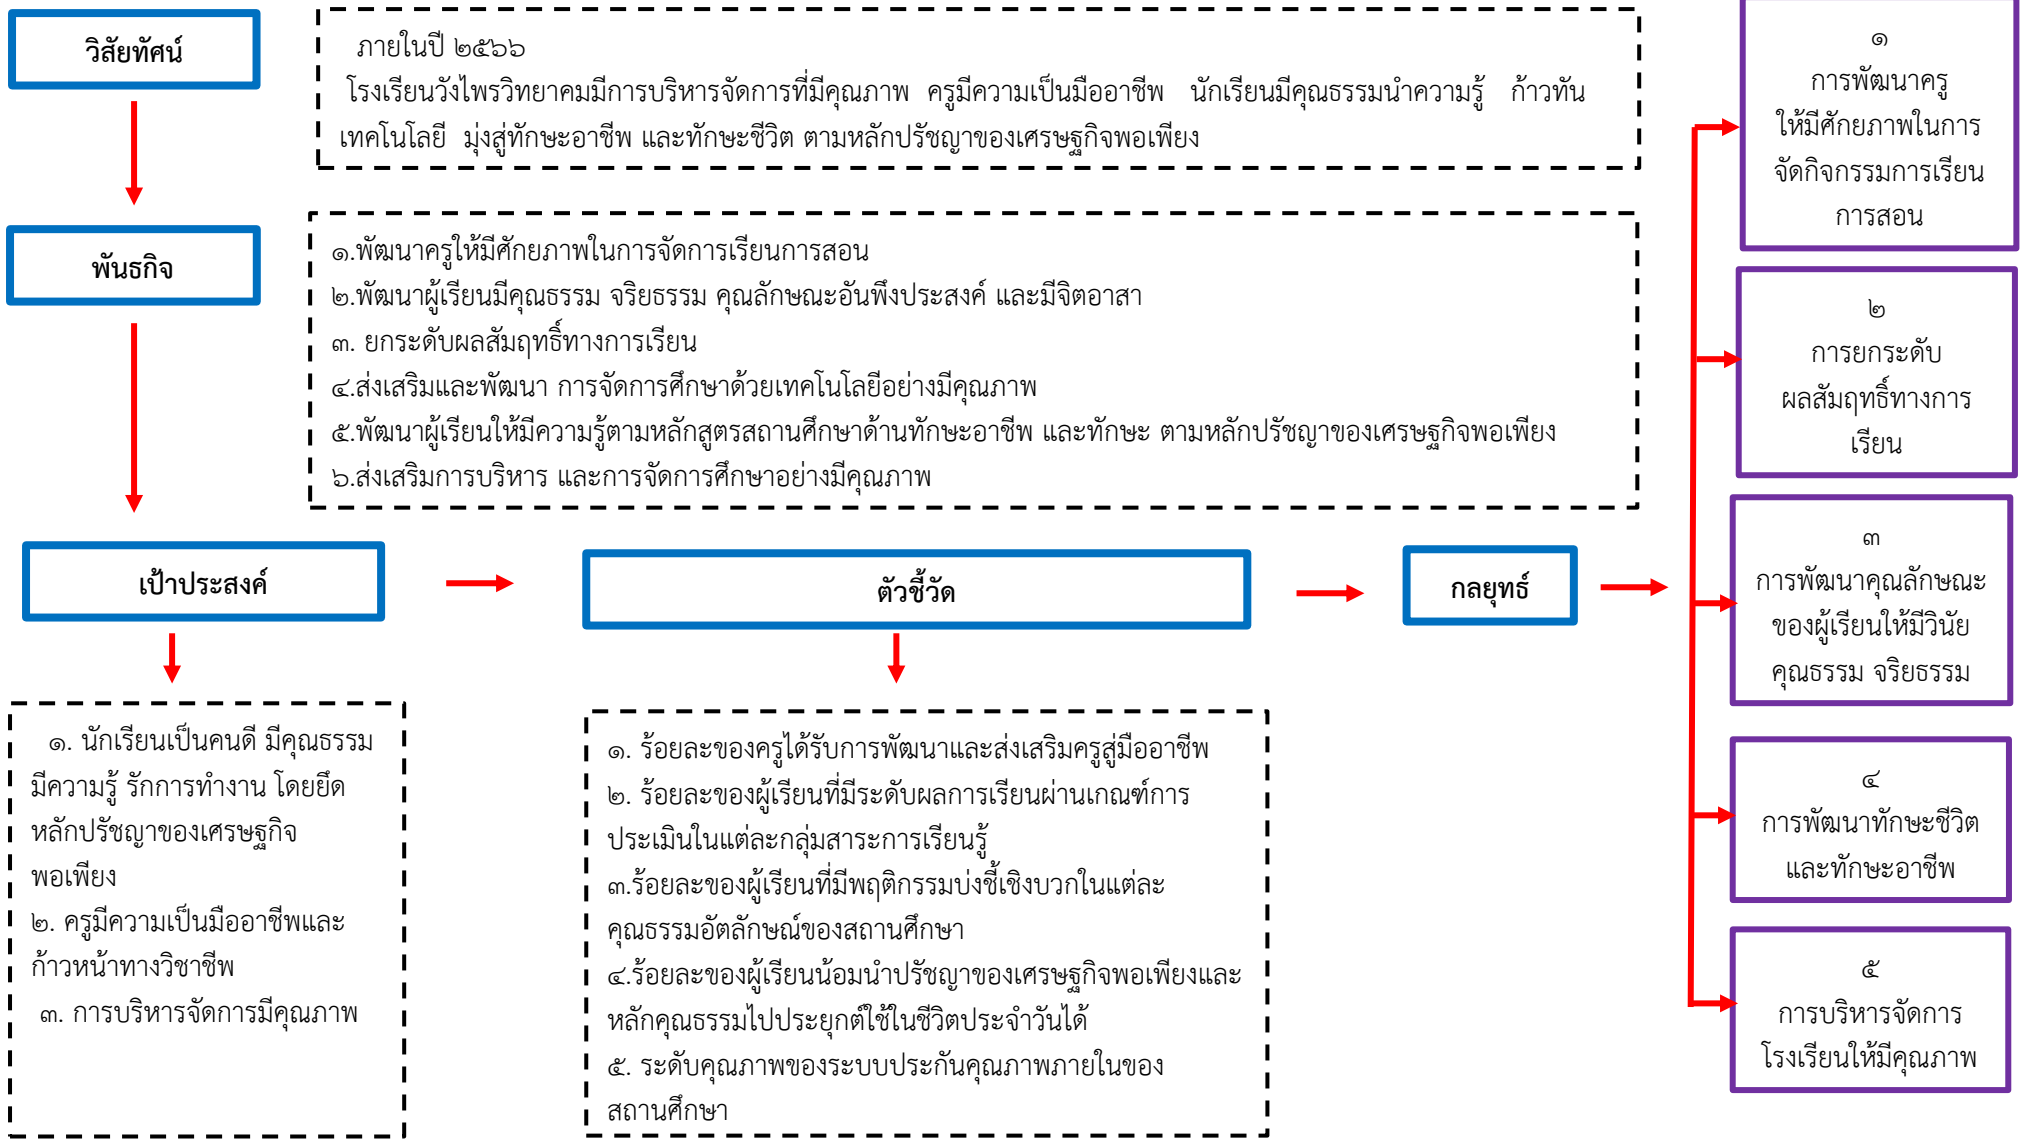 วิสัยทัศน์
ภายในปี ๒๕๖๖
โรงเรียนวังไพรวิทยาคมมีการบริหารจัดการที่มีคุณภาพ ครูมีความเป็นมืออาชีพ นักเรียนมีคุณธรรมนำความรู้ ก้าวทัน
เทคโนโลยี มุ่งสู่ทักษะอาชีพ และทักษะชีวิต ตามหลักปรัชญาของเศรษฐกิจพอเพียง
พันธกิจ
๑.พัฒนาครูให้มีศักยภาพในการจัดการเรียนการสอน
๒.พัฒนาผู้เรียนมีคุณธรรม จริยธรรม คุณลักษณะอันพึงประสงค์ และมีจิตอาสา
๓. ยกระดับผลสัมฤทธิ์ทางการเรียน
๔.ส่งเสริมและพัฒนา การจัดการศึกษาด้วยเทคโนโลยีอย่างมีคุณภาพ
๕.พัฒนาผู้เรียนให้มีความรู้ตามหลักสูตรสถานศึกษาด้านทักษะอาชีพ และทักษะ ตามหลักปรัชญาของเศรษฐกิจพอเพียง
๖.ส่งเสริมการบริหาร และการจัดการศึกษาอย่างมีคุณภาพ
เป้าประสงค์
๑. นักเรียนเป็นคนดี มีคุณธรรม
มีความรู้ รักการทำงาน โดยยึด
หลักปรัชญาของเศรษฐกิจ
พอเพียง
๒. ครูมีความเป็นมืออาชีพและ
ก้าวหน้าทางวิชาชีพ
๓. การบริหารจัดการมีคุณภาพ
ตัวชี้วัด
๑. ร้อยละของครูได้รับการพัฒนาและส่งเสริมครูสู่มืออาชีพ
๒. ร้อยละของผู้เรียนที่มีระดับผลการเรียนผ่านเกณฑ์การ
ประเมินในแต่ละกลุ่มสาระการเรียนรู้
๓.ร้อยละของผู้เรียนที่มีพฤติกรรมบ่งชี้เชิงบวกในแต่ละ
คุณธรรมอัตลักษณ์ของสถานศึกษา
๔.ร้อยละของผู้เรียนน้อมนำปรัชญาของเศรษฐกิจพอเพียงและ
หลักคุณธรรมไปประยุกต์ใช้ในชีวิตประจำวันได้
๕. ระดับคุณภาพของระบบประกันคุณภาพภายในของ
สถานศึกษา
กลยุทธ์
๑
การพัฒนาครู
ให้มีศักยภาพในการ
จัดกิจกรรมการเรียน
การสอน
๒
การยกระดับ
ผลสัมฤทธิ์ทางการ
เรียน
๓
การพัฒนาคุณลักษณะ
ของผู้เรียนให้มีวินัย
คุณธรรม จริยธรรม
๔
การพัฒนาทักษะชีวิต
และทักษะอาชีพ
๕
การบริหารจัดการ
โรงเรียนให้มีคุณภาพ